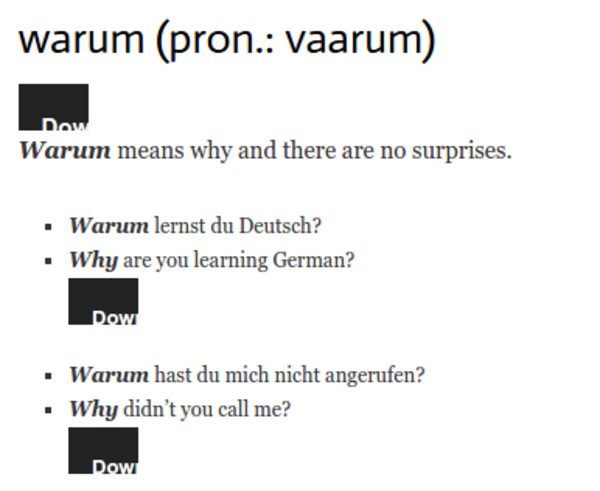 warum (pron.: vaarum)
Dow
Warum means why and there are no surprises.
Warum lernst du Deutsch?
Why are you learning German?
Dow
Warum hast du mich nicht angerufen?
Why didn’t you call me?
Dow